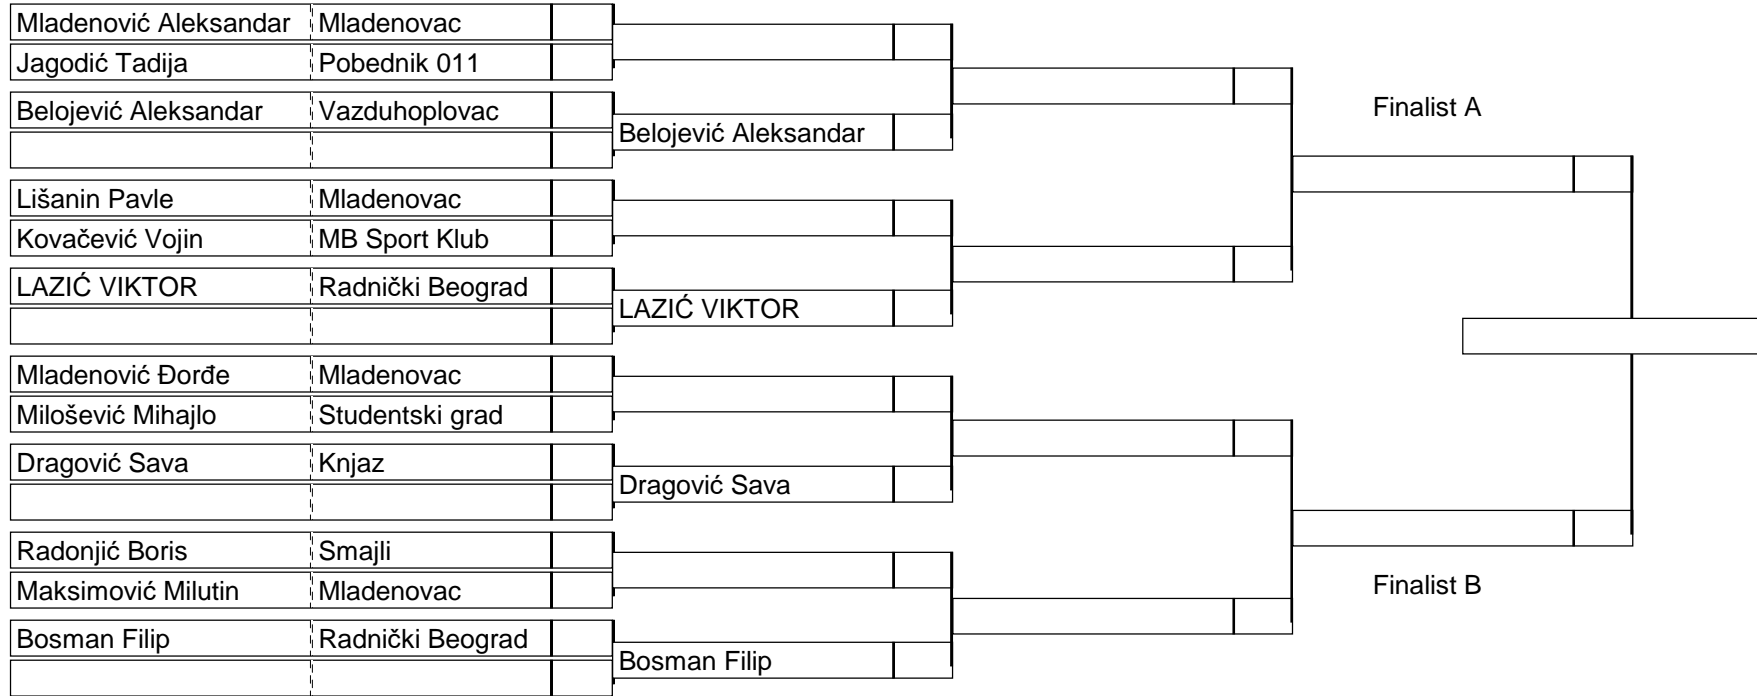 Mladenović Aleksandar Mladenovac
Jagodić Tadija Pobednik 011
Belojević Aleksandar Vazduhoplovac
Belojević Aleksandar
Finalist A
Lišanin Pavle Mladenovac
Kovačević Vojin MB Sport Klub
LAZIĆ VIKTOR Radnički Beograd
LAZIĆ VIKTOR
Mladenović Đorđe Mladenovac
Milošević Mihajlo Studentski grad
Dragović Sava Knjaz
Dragović Sava
Radonjić Boris Smajli
Maksimović Milutin Mladenovac
Finalist B
Bosman Filip Radnički Beograd
Bosman Filip